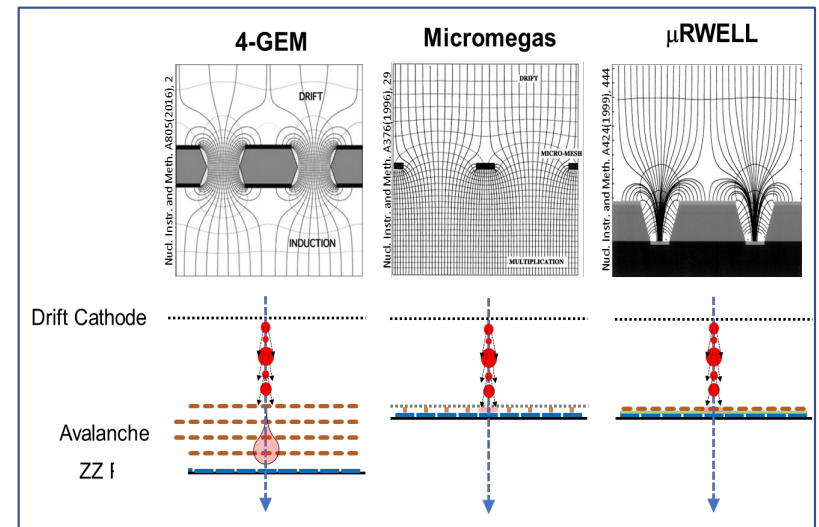 4-GEM
Micromegas
μRWELL
Nucl. Instr. and Meth. A805(2016), 2
DRIFT
INDUCTION
Nucl. Instr. and Meth. A376(1996), 29
DRIFT
MICRO-MESH
MULTIPLICATION
Nucl. Instr. and Meth. A424(1999), 444
Drift Cathode
Avalanche
ZZ